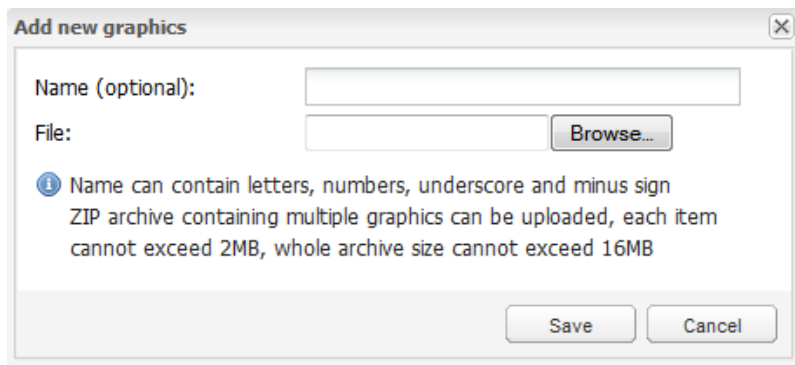 Add new graphics
Name (optional):
File:
Browse...
Name can contain letters, numbers, underscore and minus sign
ZIP archive containing multiple graphics can be uploaded, each item
cannot exceed 2MB, whole archive size cannot exceed 16MB
Save
Cancel